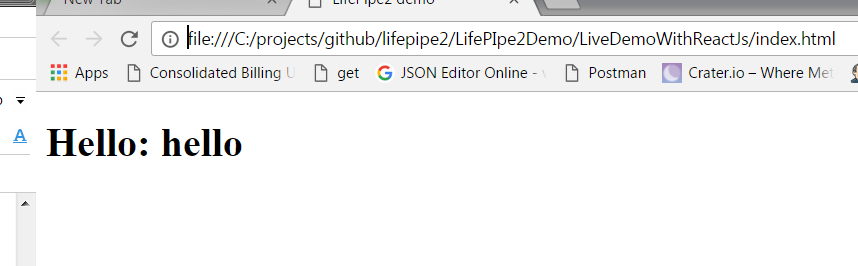 New Tab
LifePipe2 demo
file:///C:/projects/github/lifepipe2/LifePIpe2Demo/LiveDemoWithReactJs/index.html
Apps Consolidated Billing U get JSON Editor Online - Postman Crater.io – Where Met
A
Hello: hello